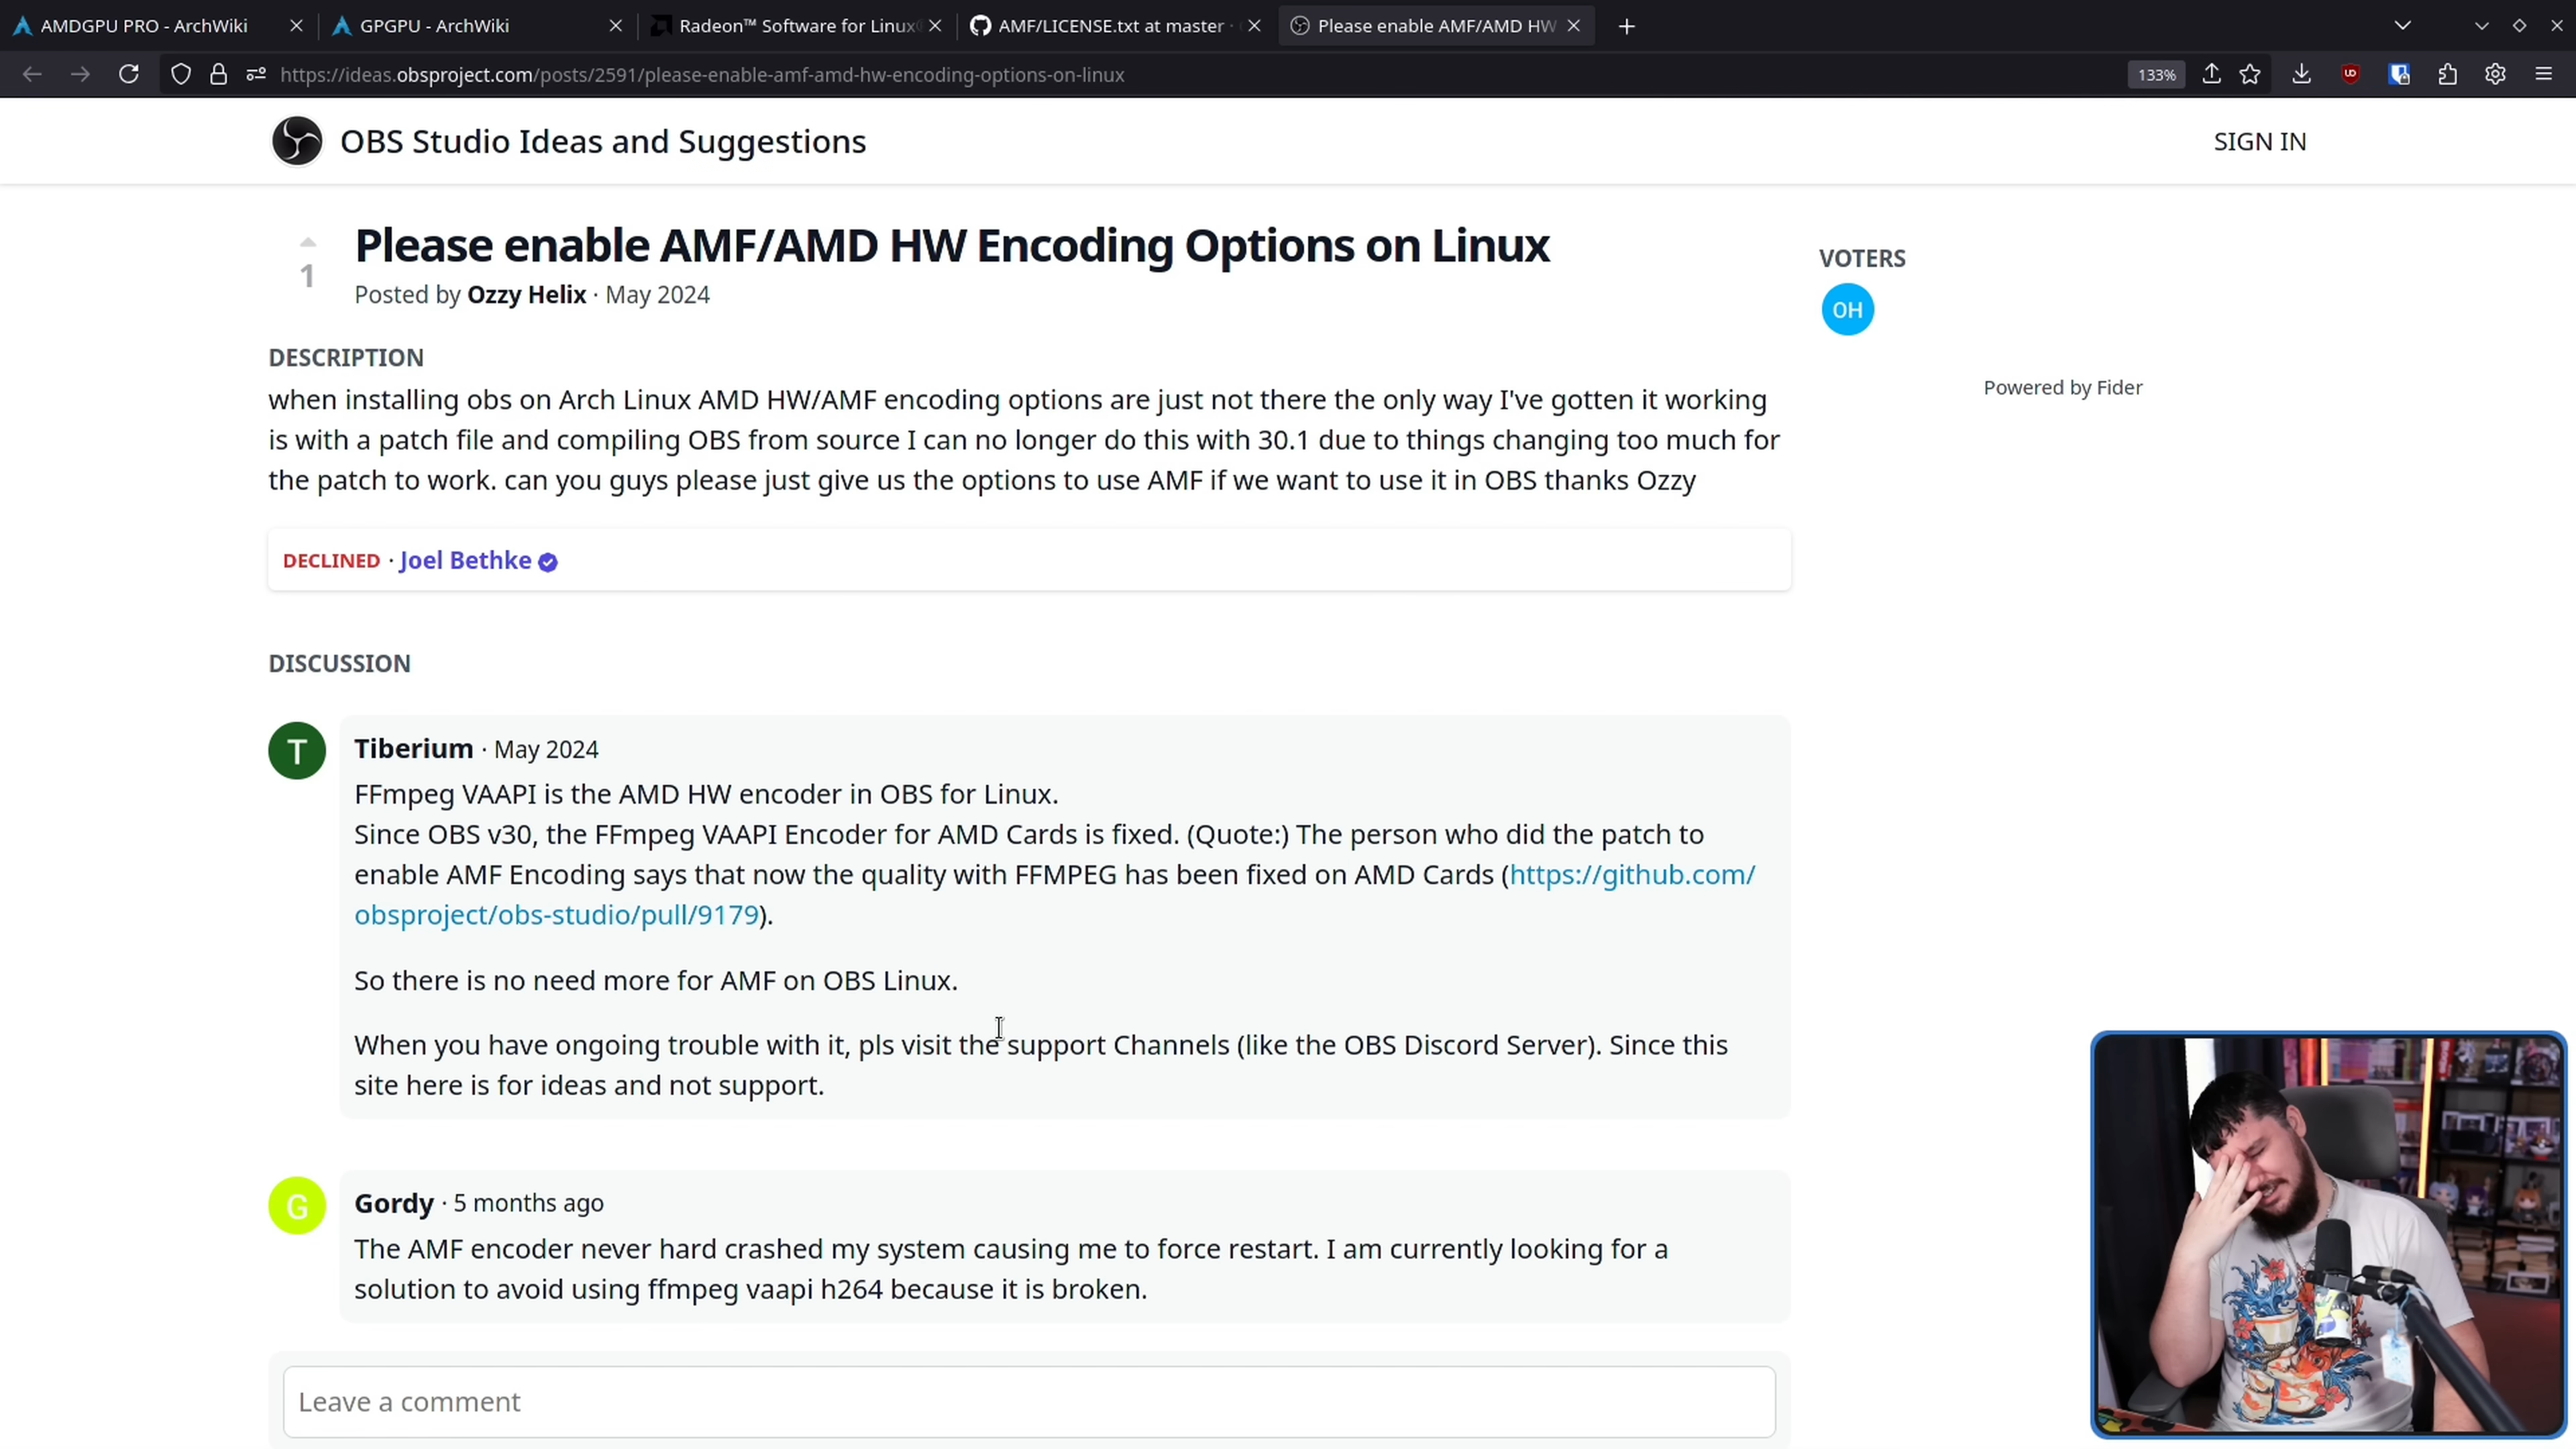 AMDGPU PRO - ArchWiki
GPGPU - ArchWiki
Radeon™ Software for Linux
AMF/LICENSE.txt at master ·
Please enable AMF/AMD HW
https://ideas.obsproject.com/posts/2591/please-enable-amf-amd-hw-encoding-options-on-linux
133%
OBS Studio Ideas and Suggestions
SIGN IN
1
Please enable AMF/AMD HW Encoding Options on Linux
Posted by Ozzy Helix · May 2024
VOTERS
OH
Powered by Fider
DESCRIPTION
when installing obs on Arch Linux AMD HW/AMF encoding options are just not there the only way I've gotten it working
is with a patch file and compiling OBS from source I can no longer do this with 30.1 due to things changing too much for
the patch to work. can you guys please just give us the options to use AMF if we want to use it in OBS thanks Ozzy
DECLINED · Joel Bethke
DISCUSSION
T
Tiberium · May 2024
FFmpeg VAAPI is the AMD HW encoder in OBS for Linux.
Since OBS v30, the FFmpeg VAAPI Encoder for AMD Cards is fixed. (Quote:) The person who did the patch to
enable AMF Encoding says that now the quality with FFMPEG has been fixed on AMD Cards (https://github.com/
obsproject/obs-studio/pull/9179).
So there is no need more for AMF on OBS Linux.
When you have ongoing trouble with it, pls visit the support Channels (like the OBS Discord Server). Since this
site here is for ideas and not support.
G
Gordy · 5 months ago
The AMF encoder never hard crashed my system causing me to force restart. I am currently looking for a
solution to avoid using ffmpeg vaapi h264 because it is broken.
Leave a comment